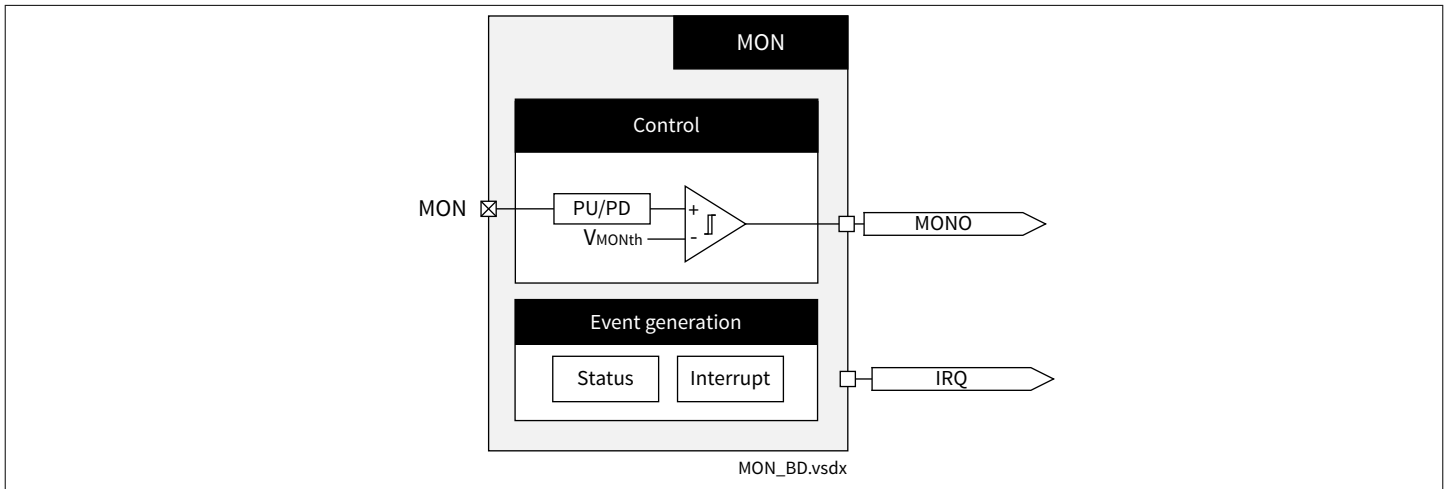 MON
Control
MON
PU/PD
+
VMONth
-
MONO
Event generation
Status
Interrupt
IRQ
MON_BD.vsdx